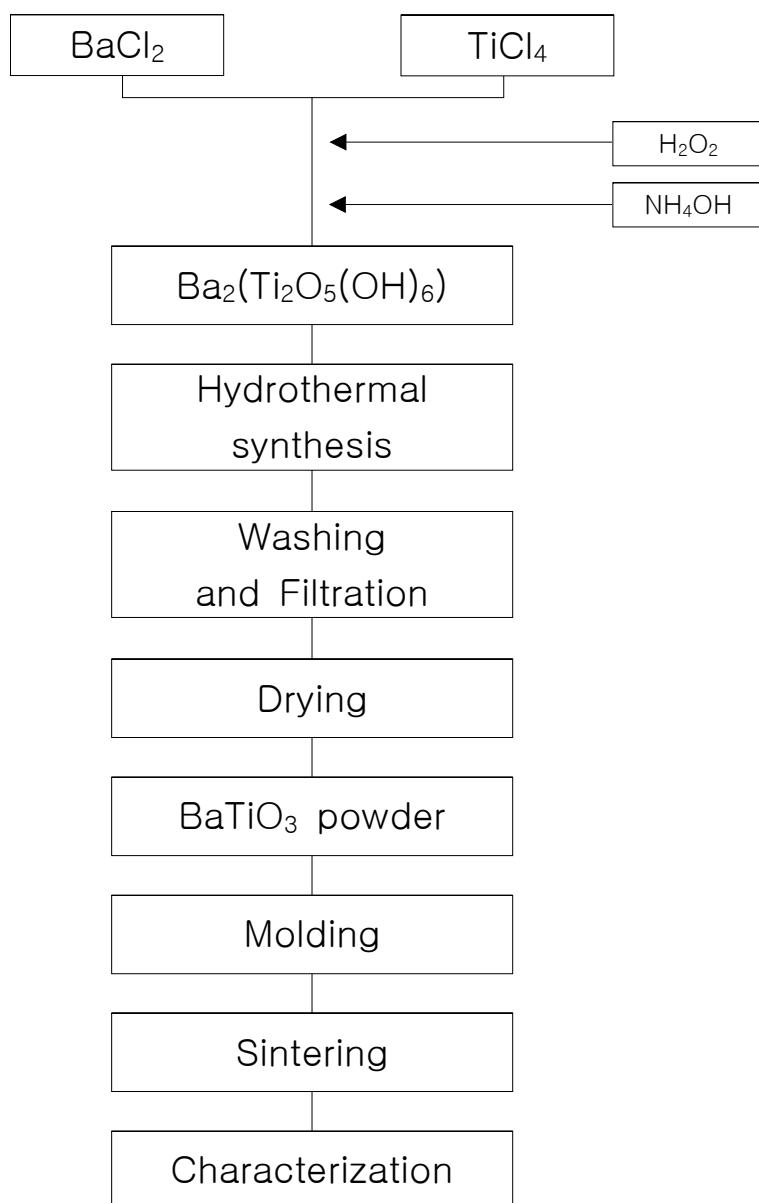 BaCl₂
TiCl₄
H₂O₂
NH₄OH
Ba₂(Ti₂O₅(OH)₆)
Hydrothermal
synthesis
Washing
and Filtration
Drying
BaTiO₃ powder
Molding
Sintering
Characterization